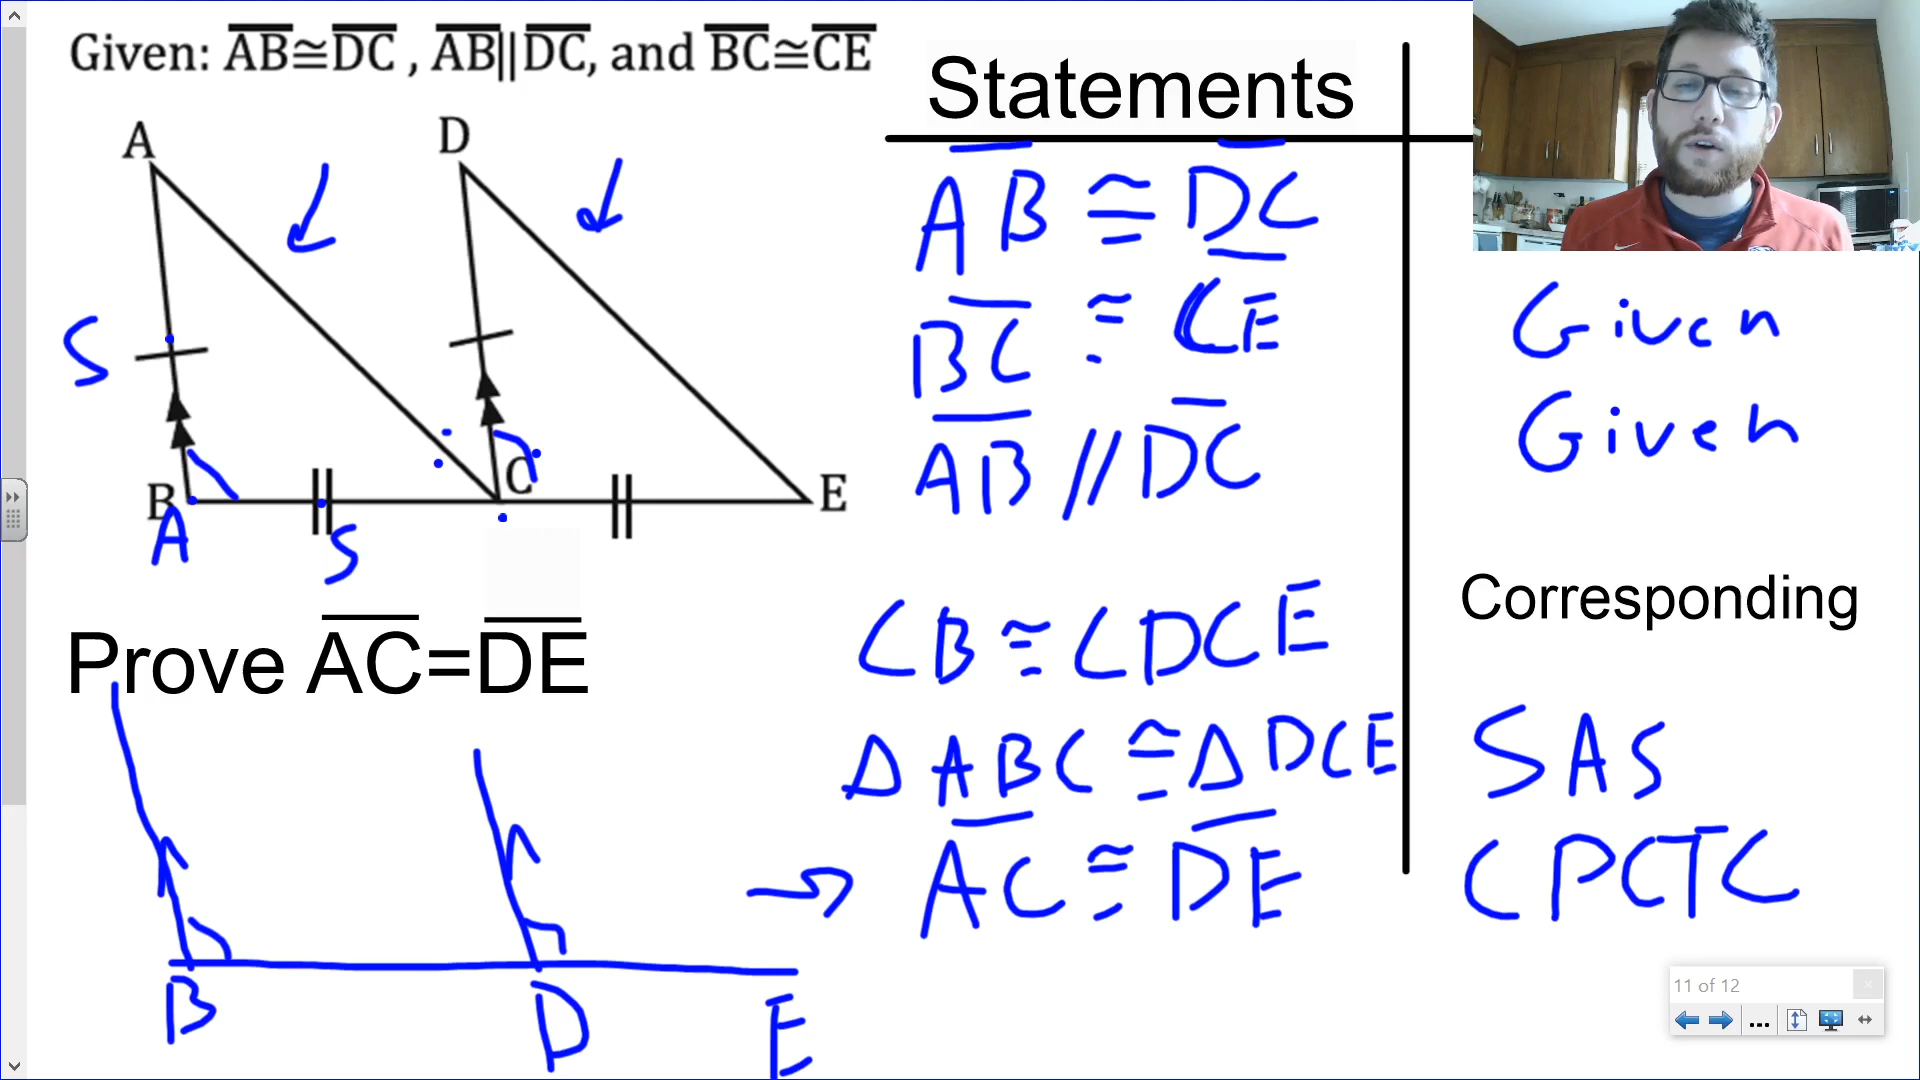 Given: AB≅DC , AB||DC, and BC≅CE
A
D
S
B
C
E
A
S
Prove AC=DE
B
D
E
Statements
AB ≅ DC
BC ≅ CE
Given
AB // DC
Given
<B ≅ <DCE
Corresponding
Δ ABC ≅ Δ DCE
SAS
→ AC ≅ DE
CPCTC
11 of 12
...